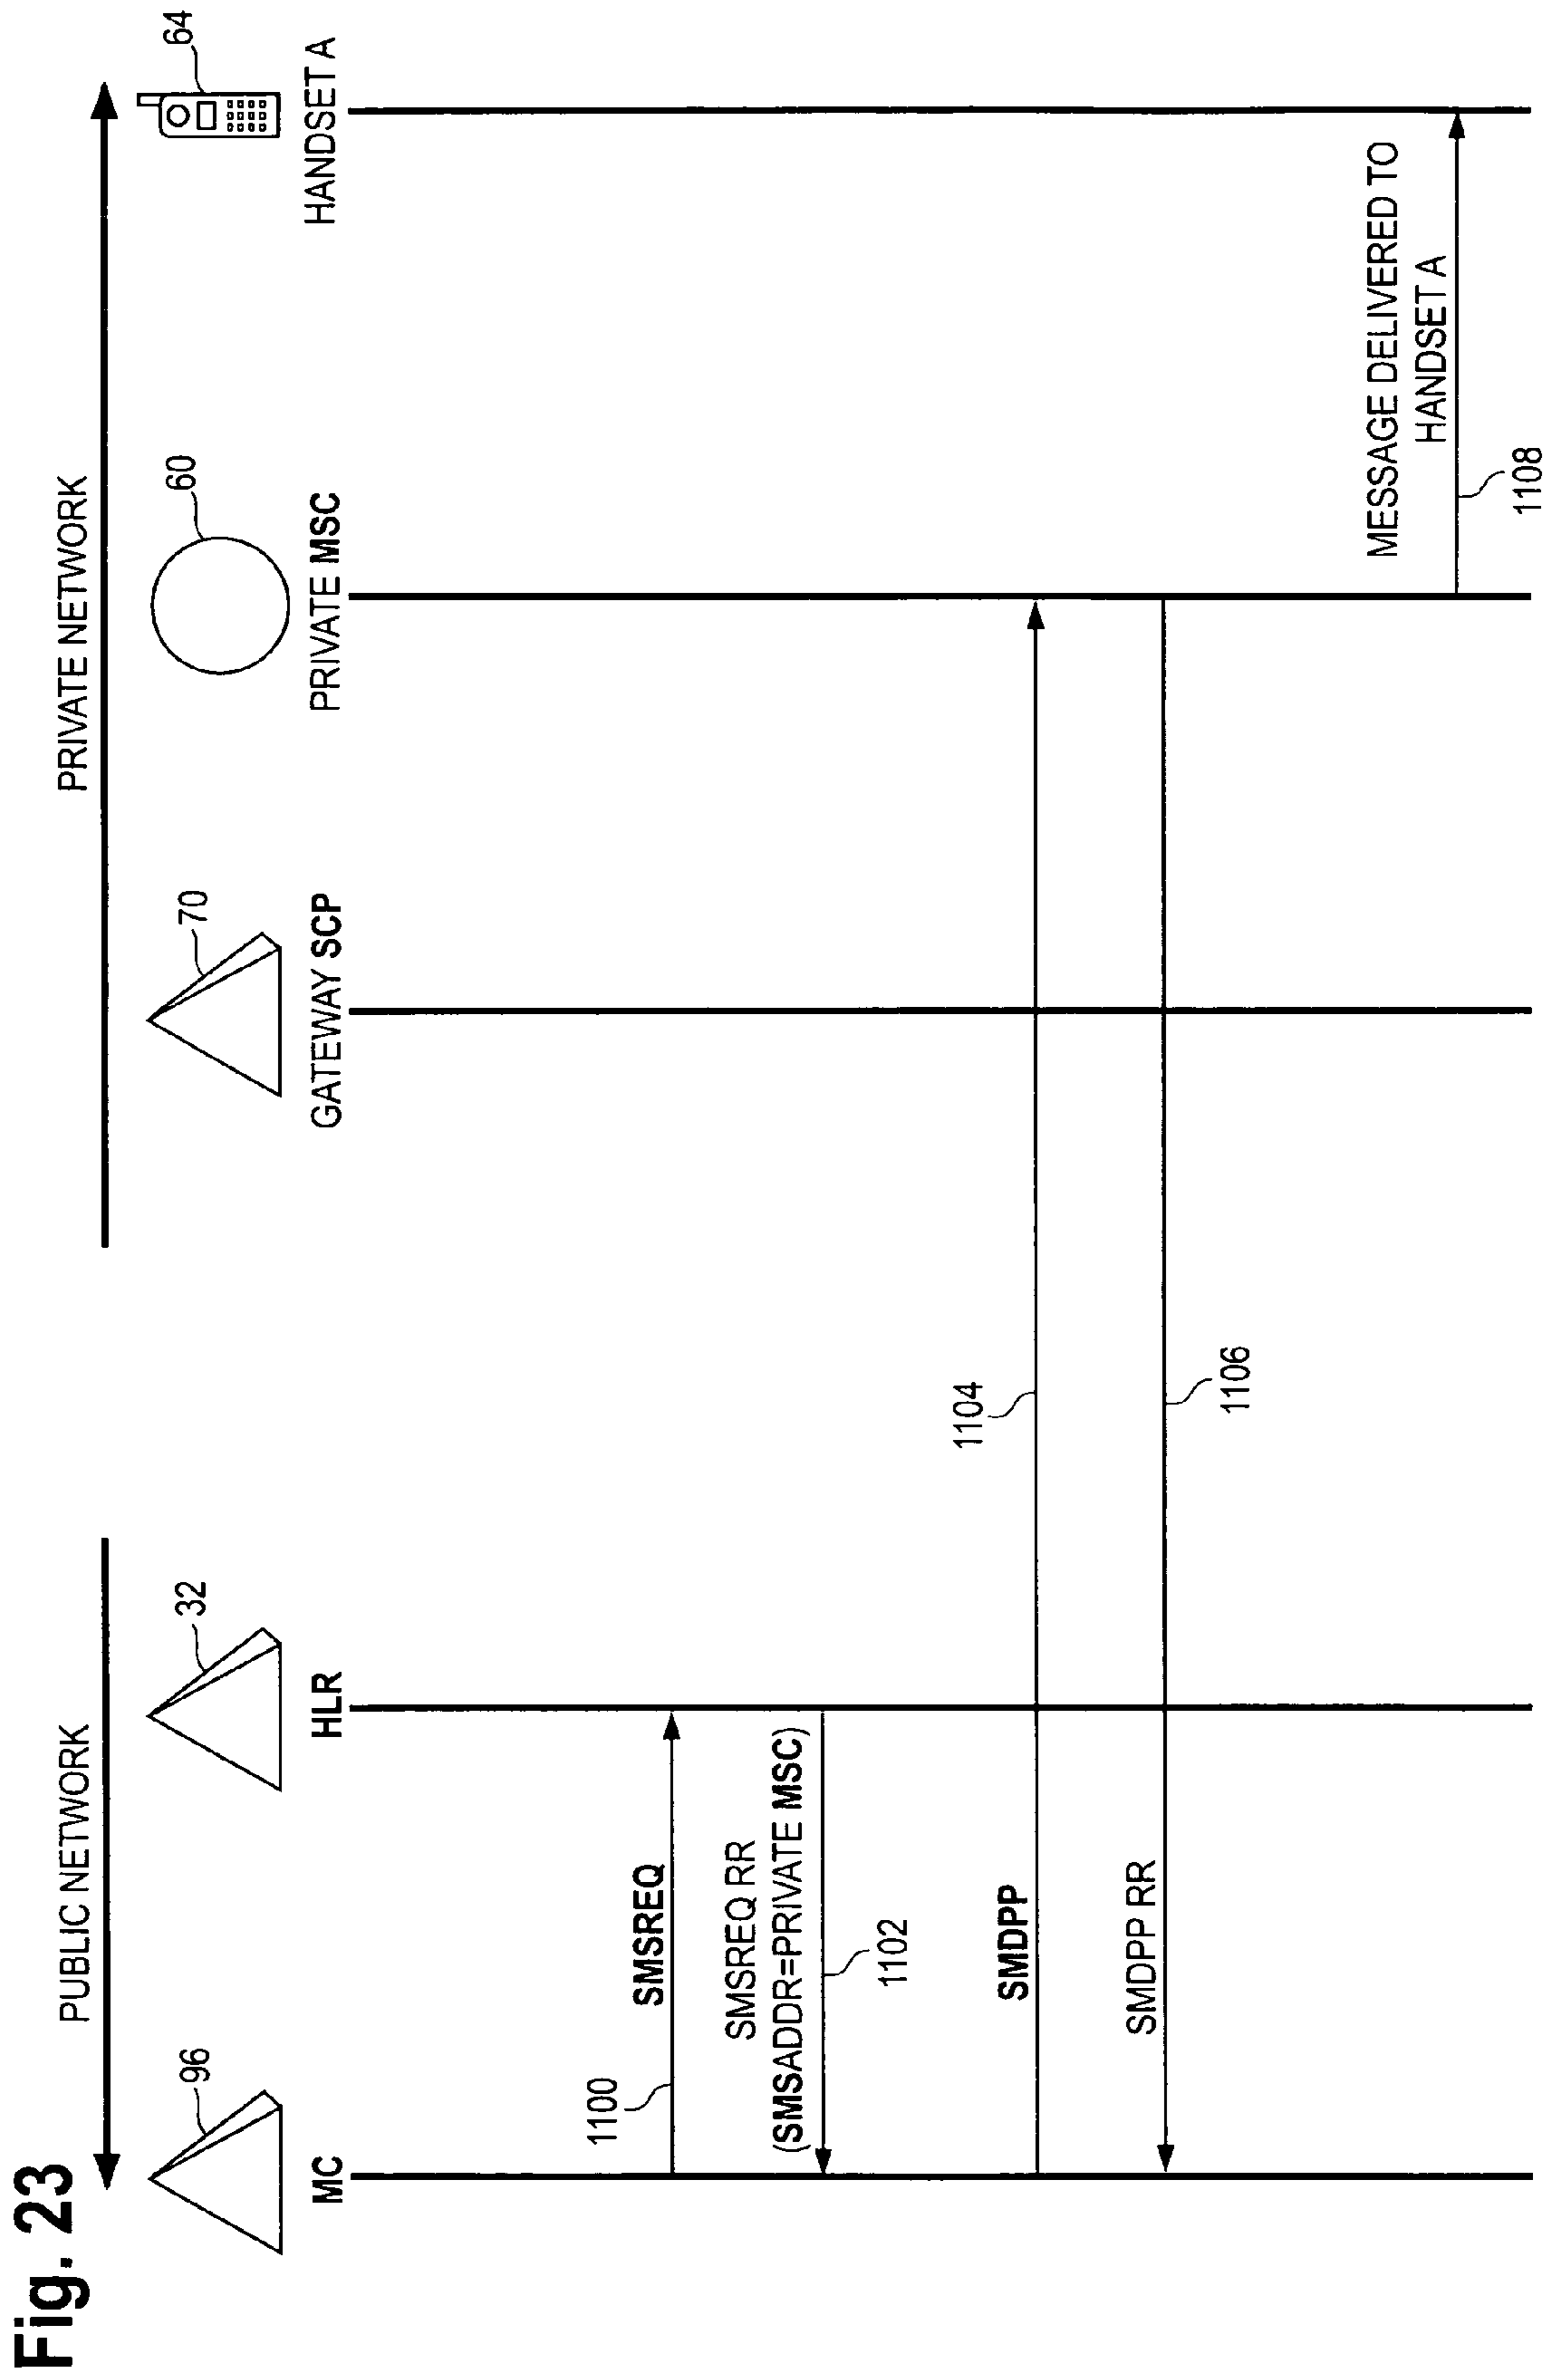 Fig. 23
PUBLIC NETWORK
PRIVATE NETWORK
96
32
70
60
64
MC
HLR
GATEWAY SCP
PRIVATE MSC
HANDSET A
1100
SMSREQ
SMSREQ RR
(SMSADDR=PRIVATE MSC)
1102
SMDPP
1104
SMDPP RR
1106
MESSAGE DELIVERED TO
HANDSET A
1108